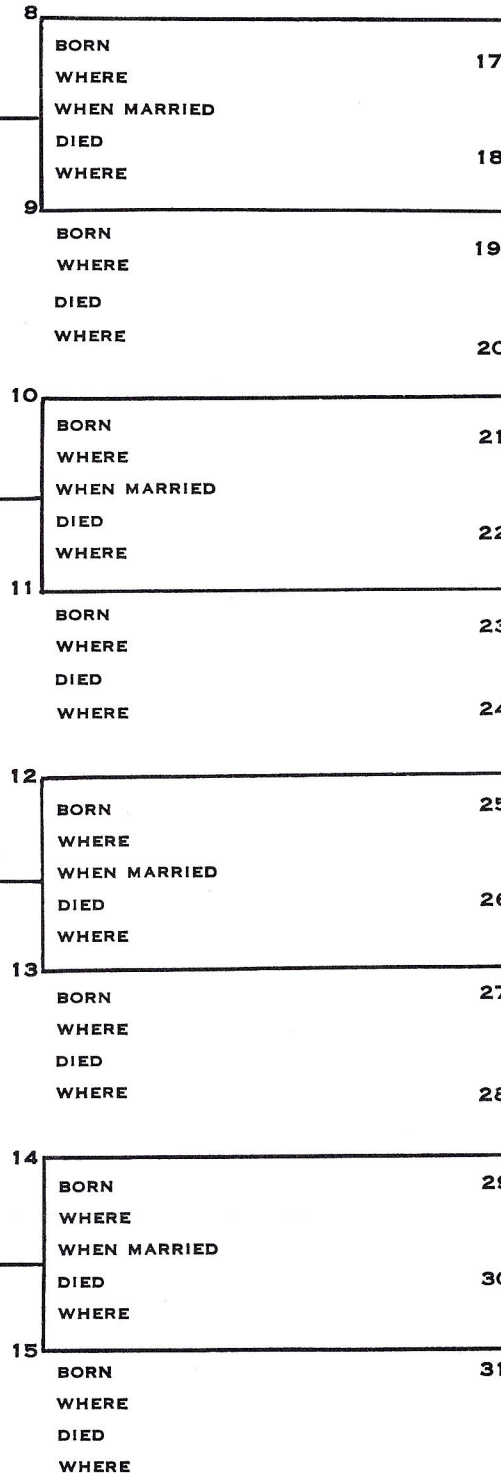 8
BORN
17
WHERE
WHEN MARRIED
DIED
18
WHERE
9
BORN
19
WHERE
DIED
WHERE
20
10
BORN
21
WHERE
WHEN MARRIED
DIED
22
WHERE
11
BORN
23
WHERE
DIED
WHERE
24
12
BORN
25
WHERE
WHEN MARRIED
DIED
26
WHERE
13
BORN
27
WHERE
DIED
WHERE
28
14
BORN
29
WHERE
WHEN MARRIED
DIED
30
WHERE
15
BORN
31
WHERE
DIED
WHERE